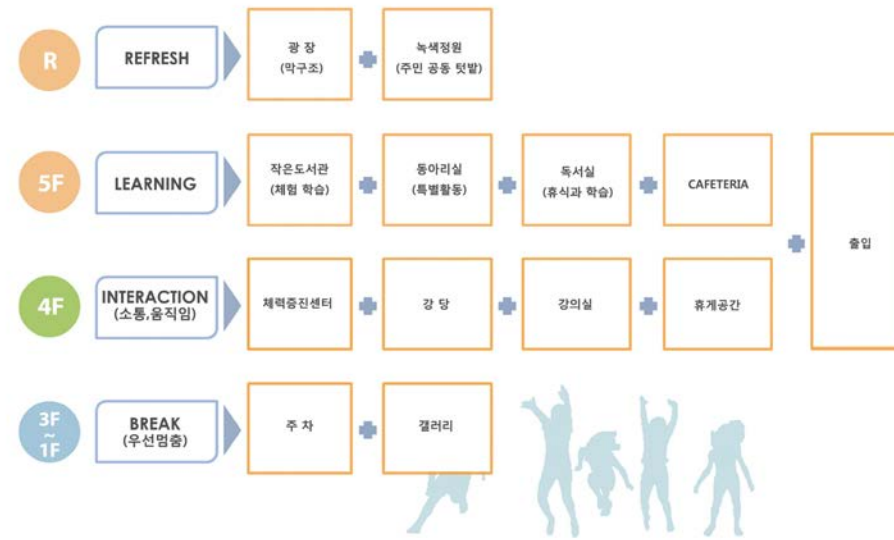 R
REFRESH
광 장
(막구조)
녹색정원
(주민 공동 텃밭)
5F
LEARNING
작은도서관
(체험 학습)
동아리실
(특별활동)
독서실
(휴식과 학습)
CAFETERIA
출입
4F
INTERACTION
(소통,움직임)
체력증진센터
강 당
강의실
휴게공간
3F
~
1F
BREAK
(우선멈춤)
주 차
갤러리